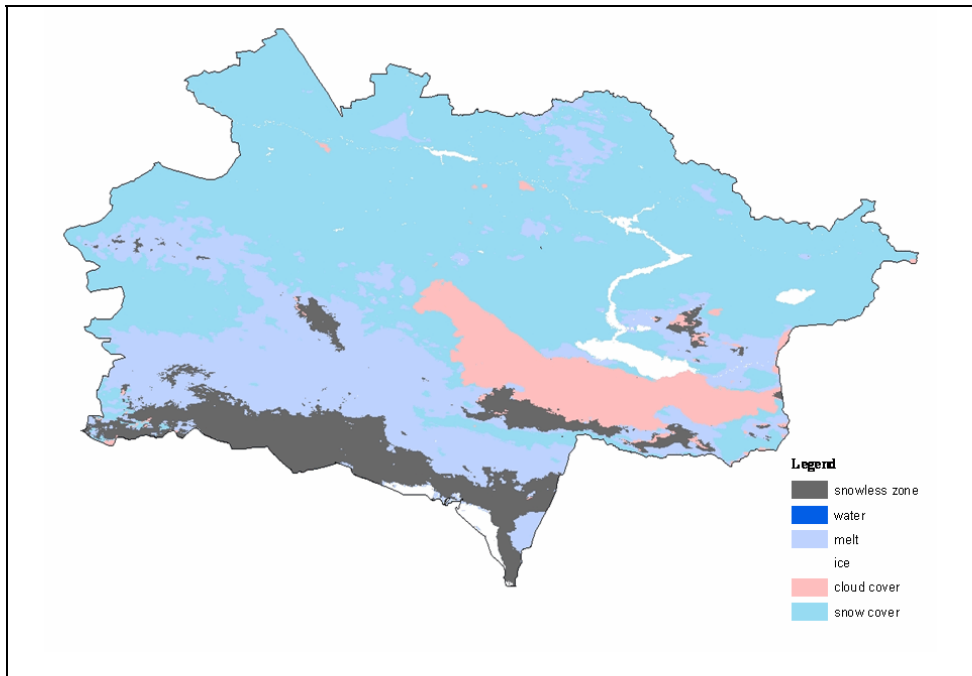 Legend
snowless zone
water
melt
ice
cloud cover
snow cover